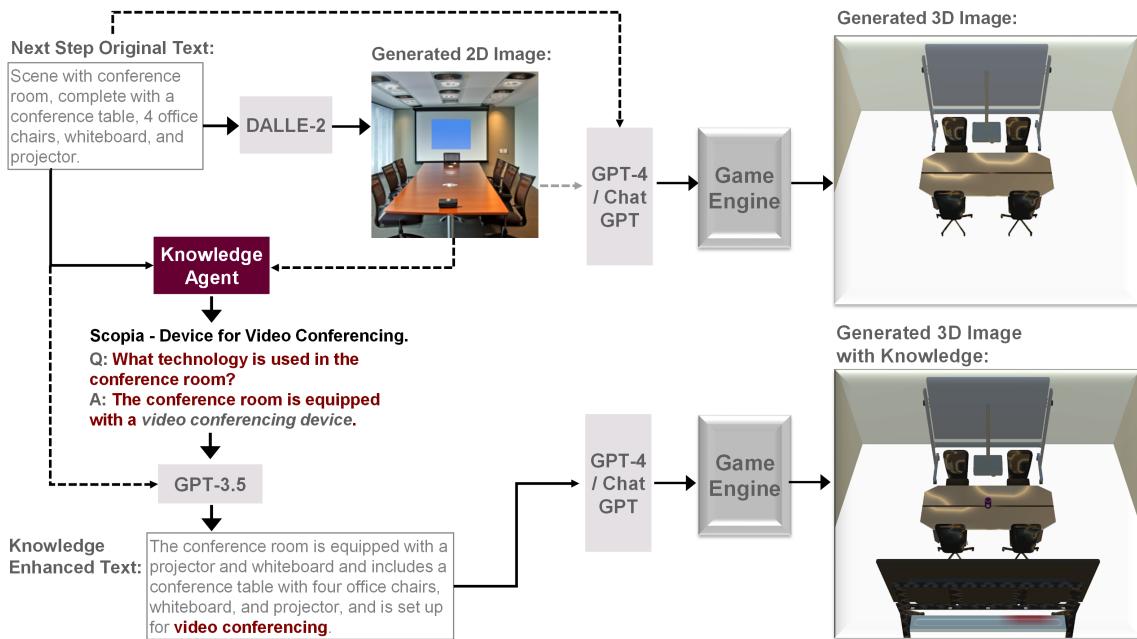 Next Step Original Text:
Scene with conference
room, complete with a
conference table, 4 office
chairs, whiteboard, and
projector.
DALLE-2
Generated 2D Image:
GPT-4
/ Chat
GPT
Game
Engine
Generated 3D Image:
Knowledge
Agent
Scopia - Device for Video Conferencing.
Q: What technology is used in the
conference room?
A: The conference room is equipped
with a video conferencing device.
GPT-3.5
Knowledge
Enhanced Text:
The conference room is equipped with a
projector and whiteboard and includes a
conference table with four office chairs,
whiteboard, and projector, and is set up
for video conferencing.
GPT-4
/ Chat
GPT
Game
Engine
Generated 3D Image
with Knowledge: